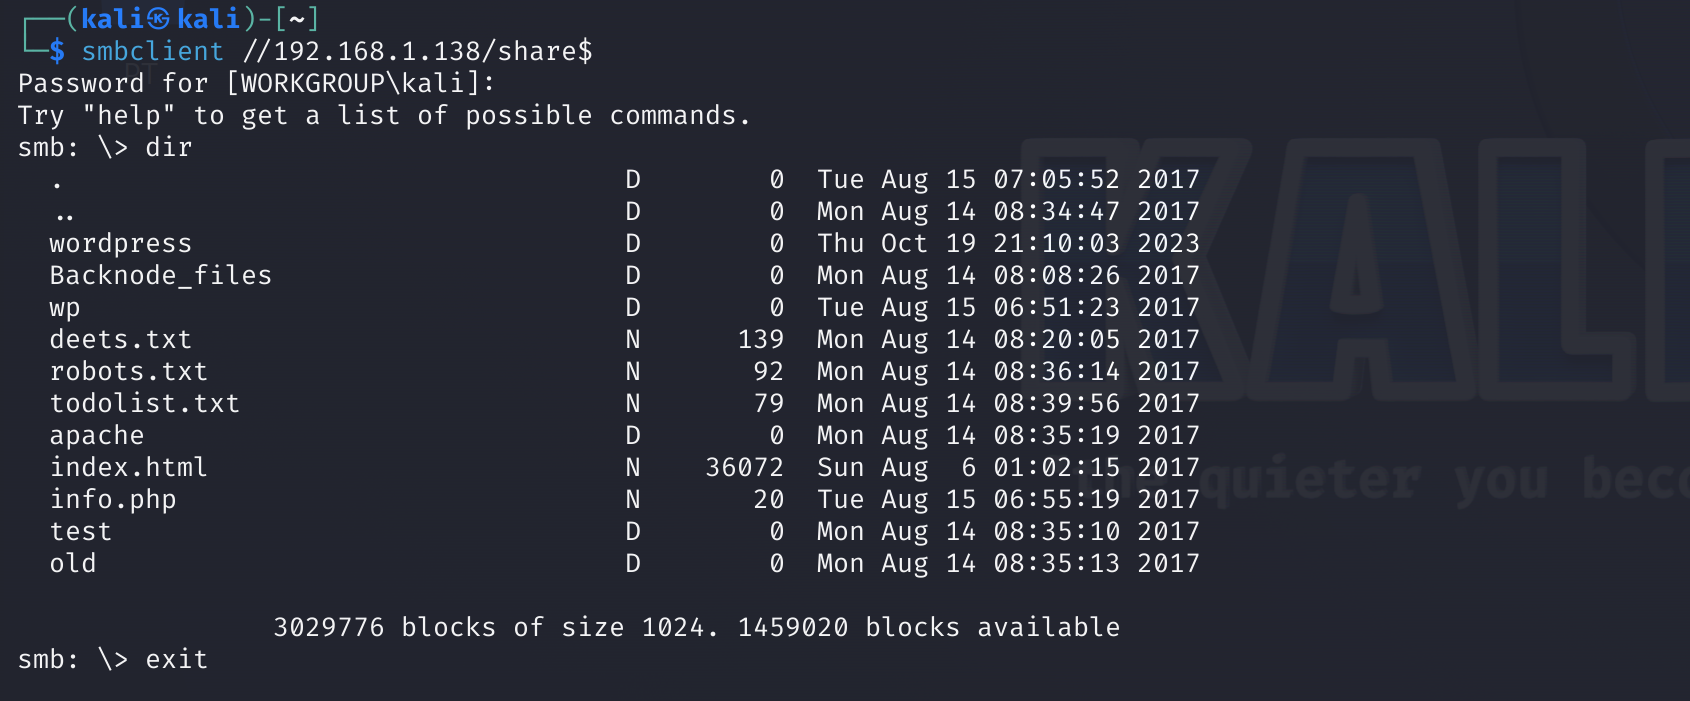 (kali㉿kali)-[~]
$ smbclient //192.168.1.138/share$
Password for [WORKGROUP\kali]:
Try "help" to get a list of possible commands.
smb: \> dir
. D 0 Tue Aug 15 07:05:52 2017
.. D 0 Mon Aug 14 08:34:47 2017
wordpress D 0 Thu Oct 19 21:10:03 2023
Backnode_files D 0 Mon Aug 14 08:08:26 2017
wp D 0 Tue Aug 15 06:51:23 2017
deets.txt N 139 Mon Aug 14 08:20:05 2017
robots.txt N 92 Mon Aug 14 08:36:14 2017
todolist.txt N 79 Mon Aug 14 08:39:56 2017
apache D 0 Mon Aug 14 08:35:19 2017
index.html N 36072 Sun Aug 6 01:02:15 2017
info.php N 20 Tue Aug 15 06:55:19 2017
test D 0 Mon Aug 14 08:35:10 2017
old D 0 Mon Aug 14 08:35:13 2017
3029776 blocks of size 1024. 1459020 blocks available
smb: \> exit
KALI
quieter you beco